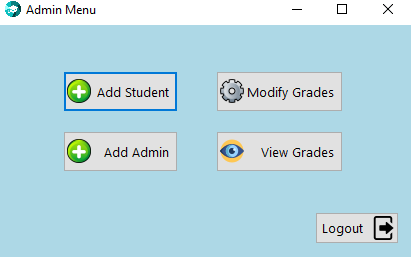 Admin Menu
Add Student
Modify Grades
Add Admin
View Grades
Logout